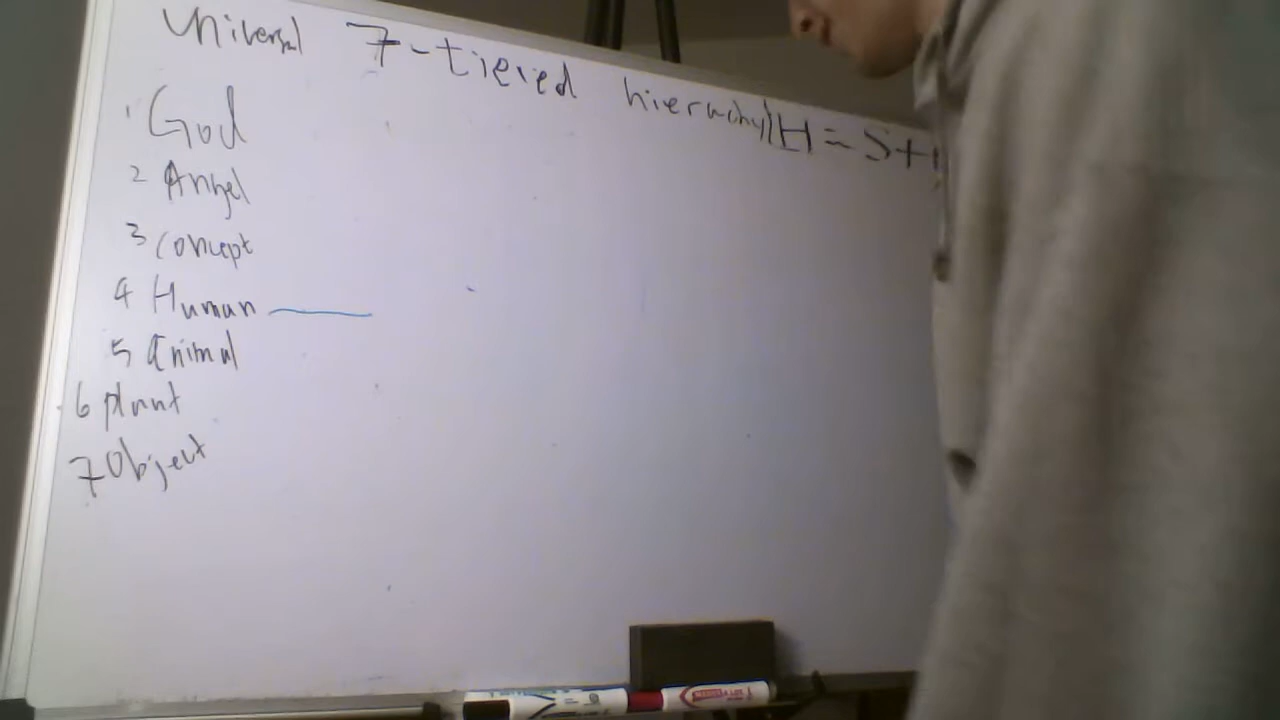 Universal 7-tiered hierarchy H = S+
1 God
2 Angel
3 Concept
4 Human
5 Animal
6 plant
7 Object